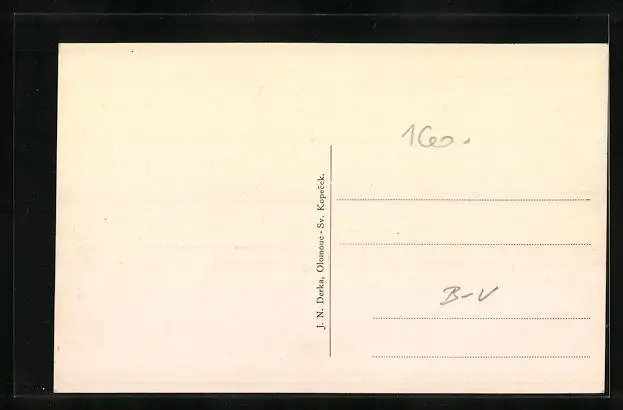 160.-
J. N. Derka, Olomouc - Sv. Kopeček.
B-V